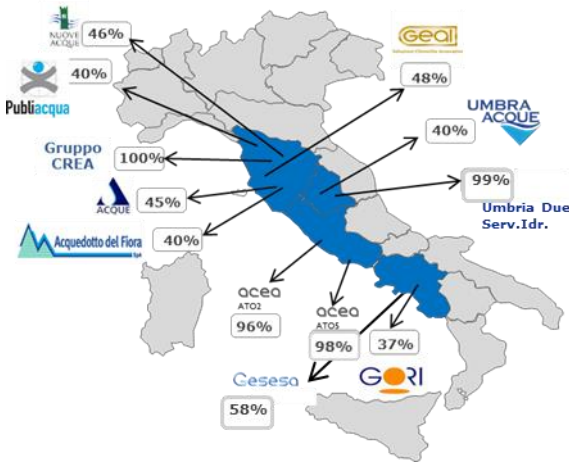 NUOVE
ACQUE
46%
Geal
48%
Publiacqua
40%
UMBRA
ACQUE
40%
Gruppo
CREA
100%
99%
Umbria Due
Serv.Idr.
ACQUE
45%
Acquedotto del Fiora
40%
acea
ATO2
96%
acea
ATO5
98%
37%
Gesesa
58%
GORI